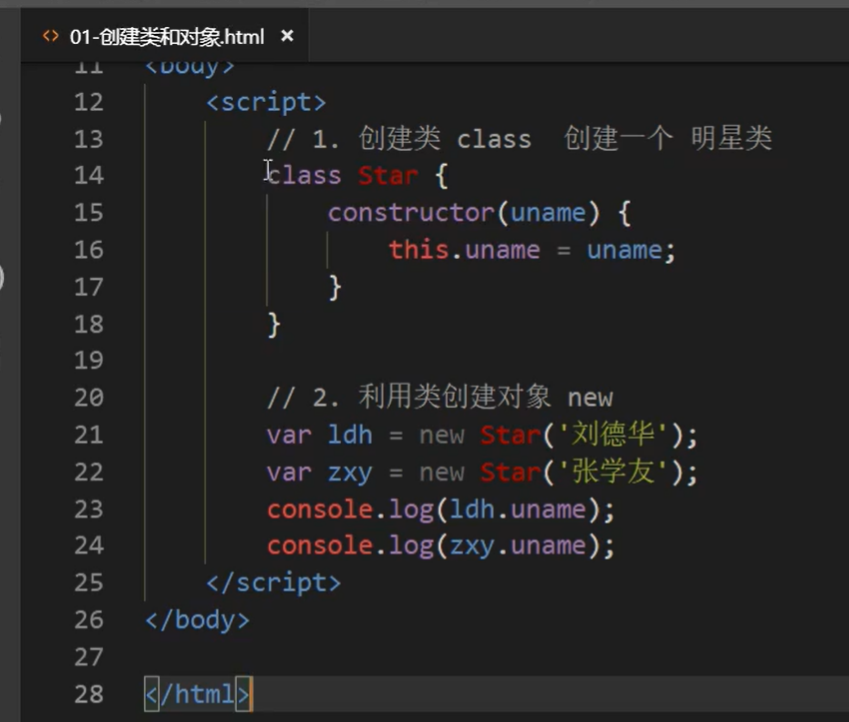 <> 01-创建类和对象.html ×
11 <body>
12 <script>
13 // 1. 创建类 class 创建一个 明星类
14 class Star {
15 constructor(uname) {
16 this.uname = uname;
17 }
18 }
19
20 // 2. 利用类创建对象 new
21 var ldh = new Star('刘德华');
22 var zxy = new Star('张学友');
23 console.log(ldh.uname);
24 console.log(zxy.uname);
25 </script>
26 </body>
27
28 </html>